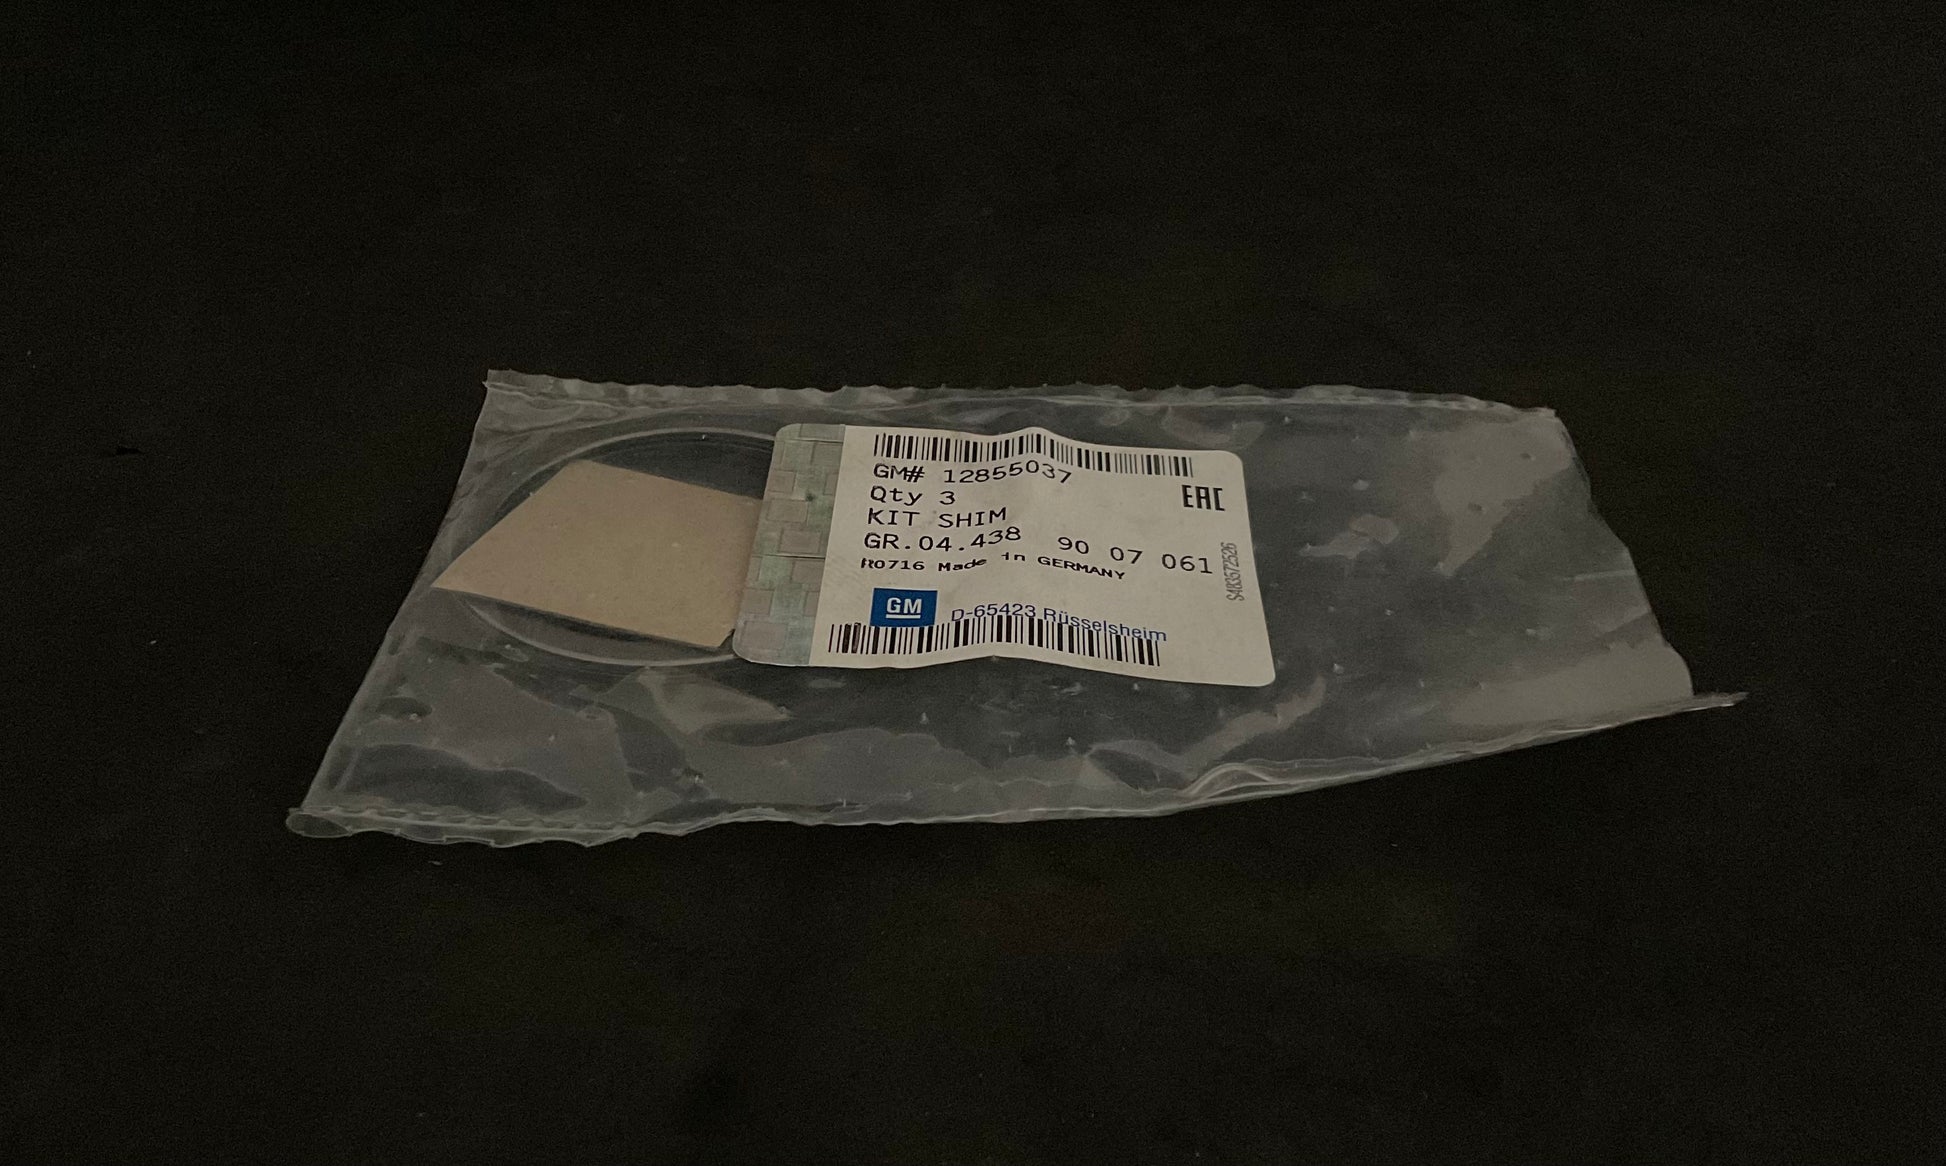 GM# 12855037
Qty 3
EAC
KIT SHIM
GR.04.438 90 07 061
R0716 Made in GERMANY
S483572526
GM
D-65423 Rüsselsheim